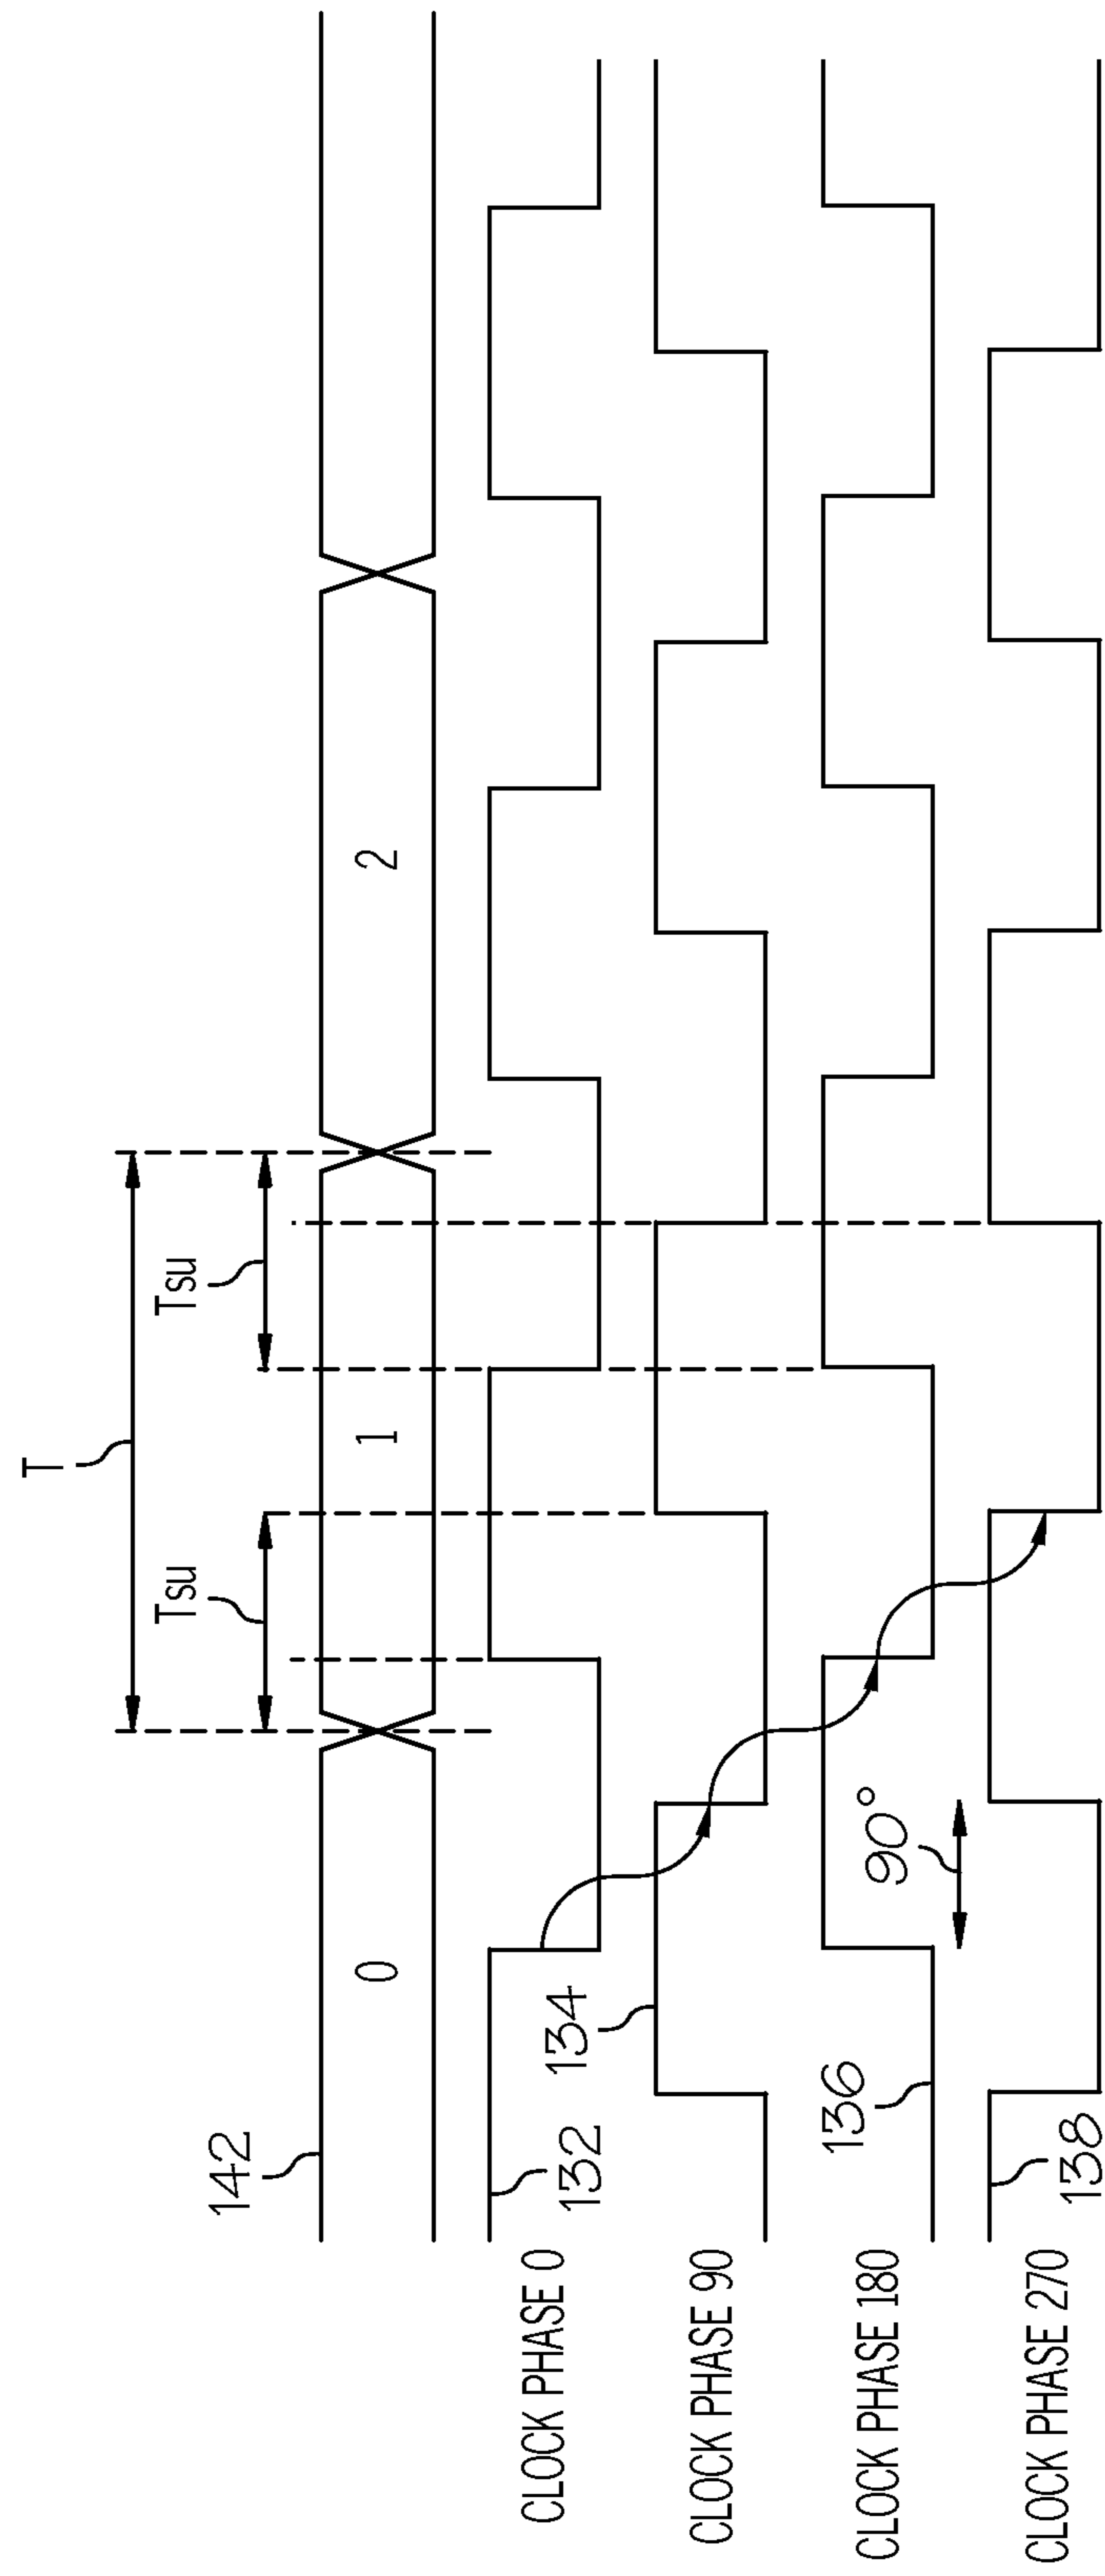 T
Tsu
Tsu
142
0
1
2
CLOCK PHASE 0
132
134
CLOCK PHASE 90
CLOCK PHASE 180
136
90°
CLOCK PHASE 270
138